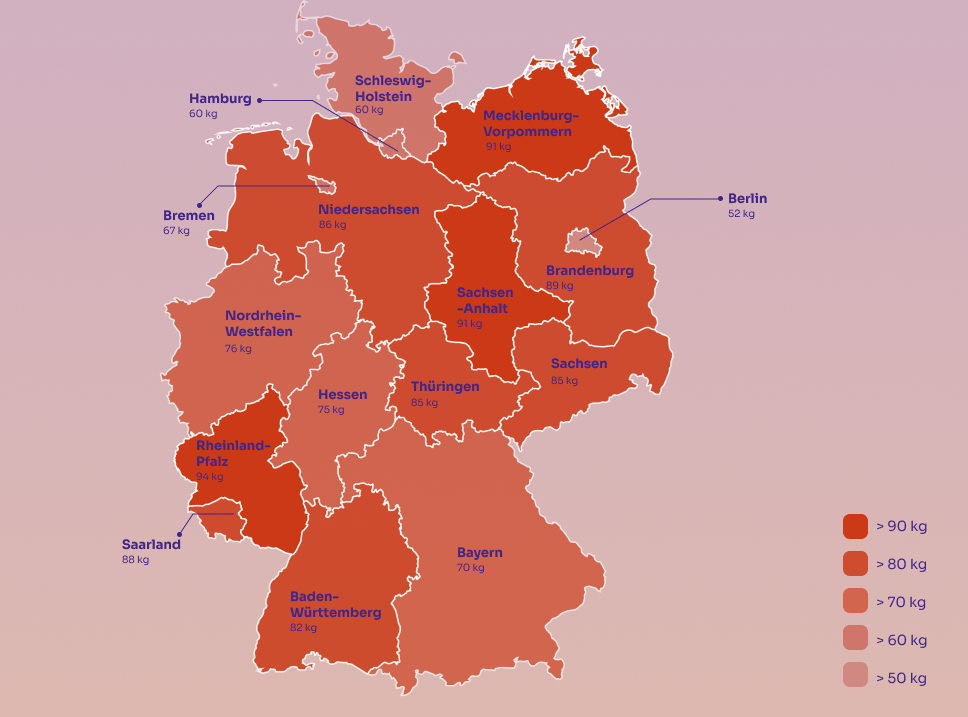 Schleswig-
Holstein
60 kg
Hamburg
60 kg
Mecklenburg-
Vorpommern
91 kg
Bremen
67 kg
Niedersachsen
86 kg
Berlin
52 kg
Brandenburg
89 kg
Sachsen
-Anhalt
91 kg
Nordrhein-
Westfalen
76 kg
Sachsen
85 kg
Thüringen
85 kg
Hessen
75 kg
Rheinland-
Pfalz
94 kg
Saarland
88 kg
Bayern
70 kg
Baden-
Württemberg
82 kg
> 90 kg
> 80 kg
> 70 kg
> 60 kg
> 50 kg